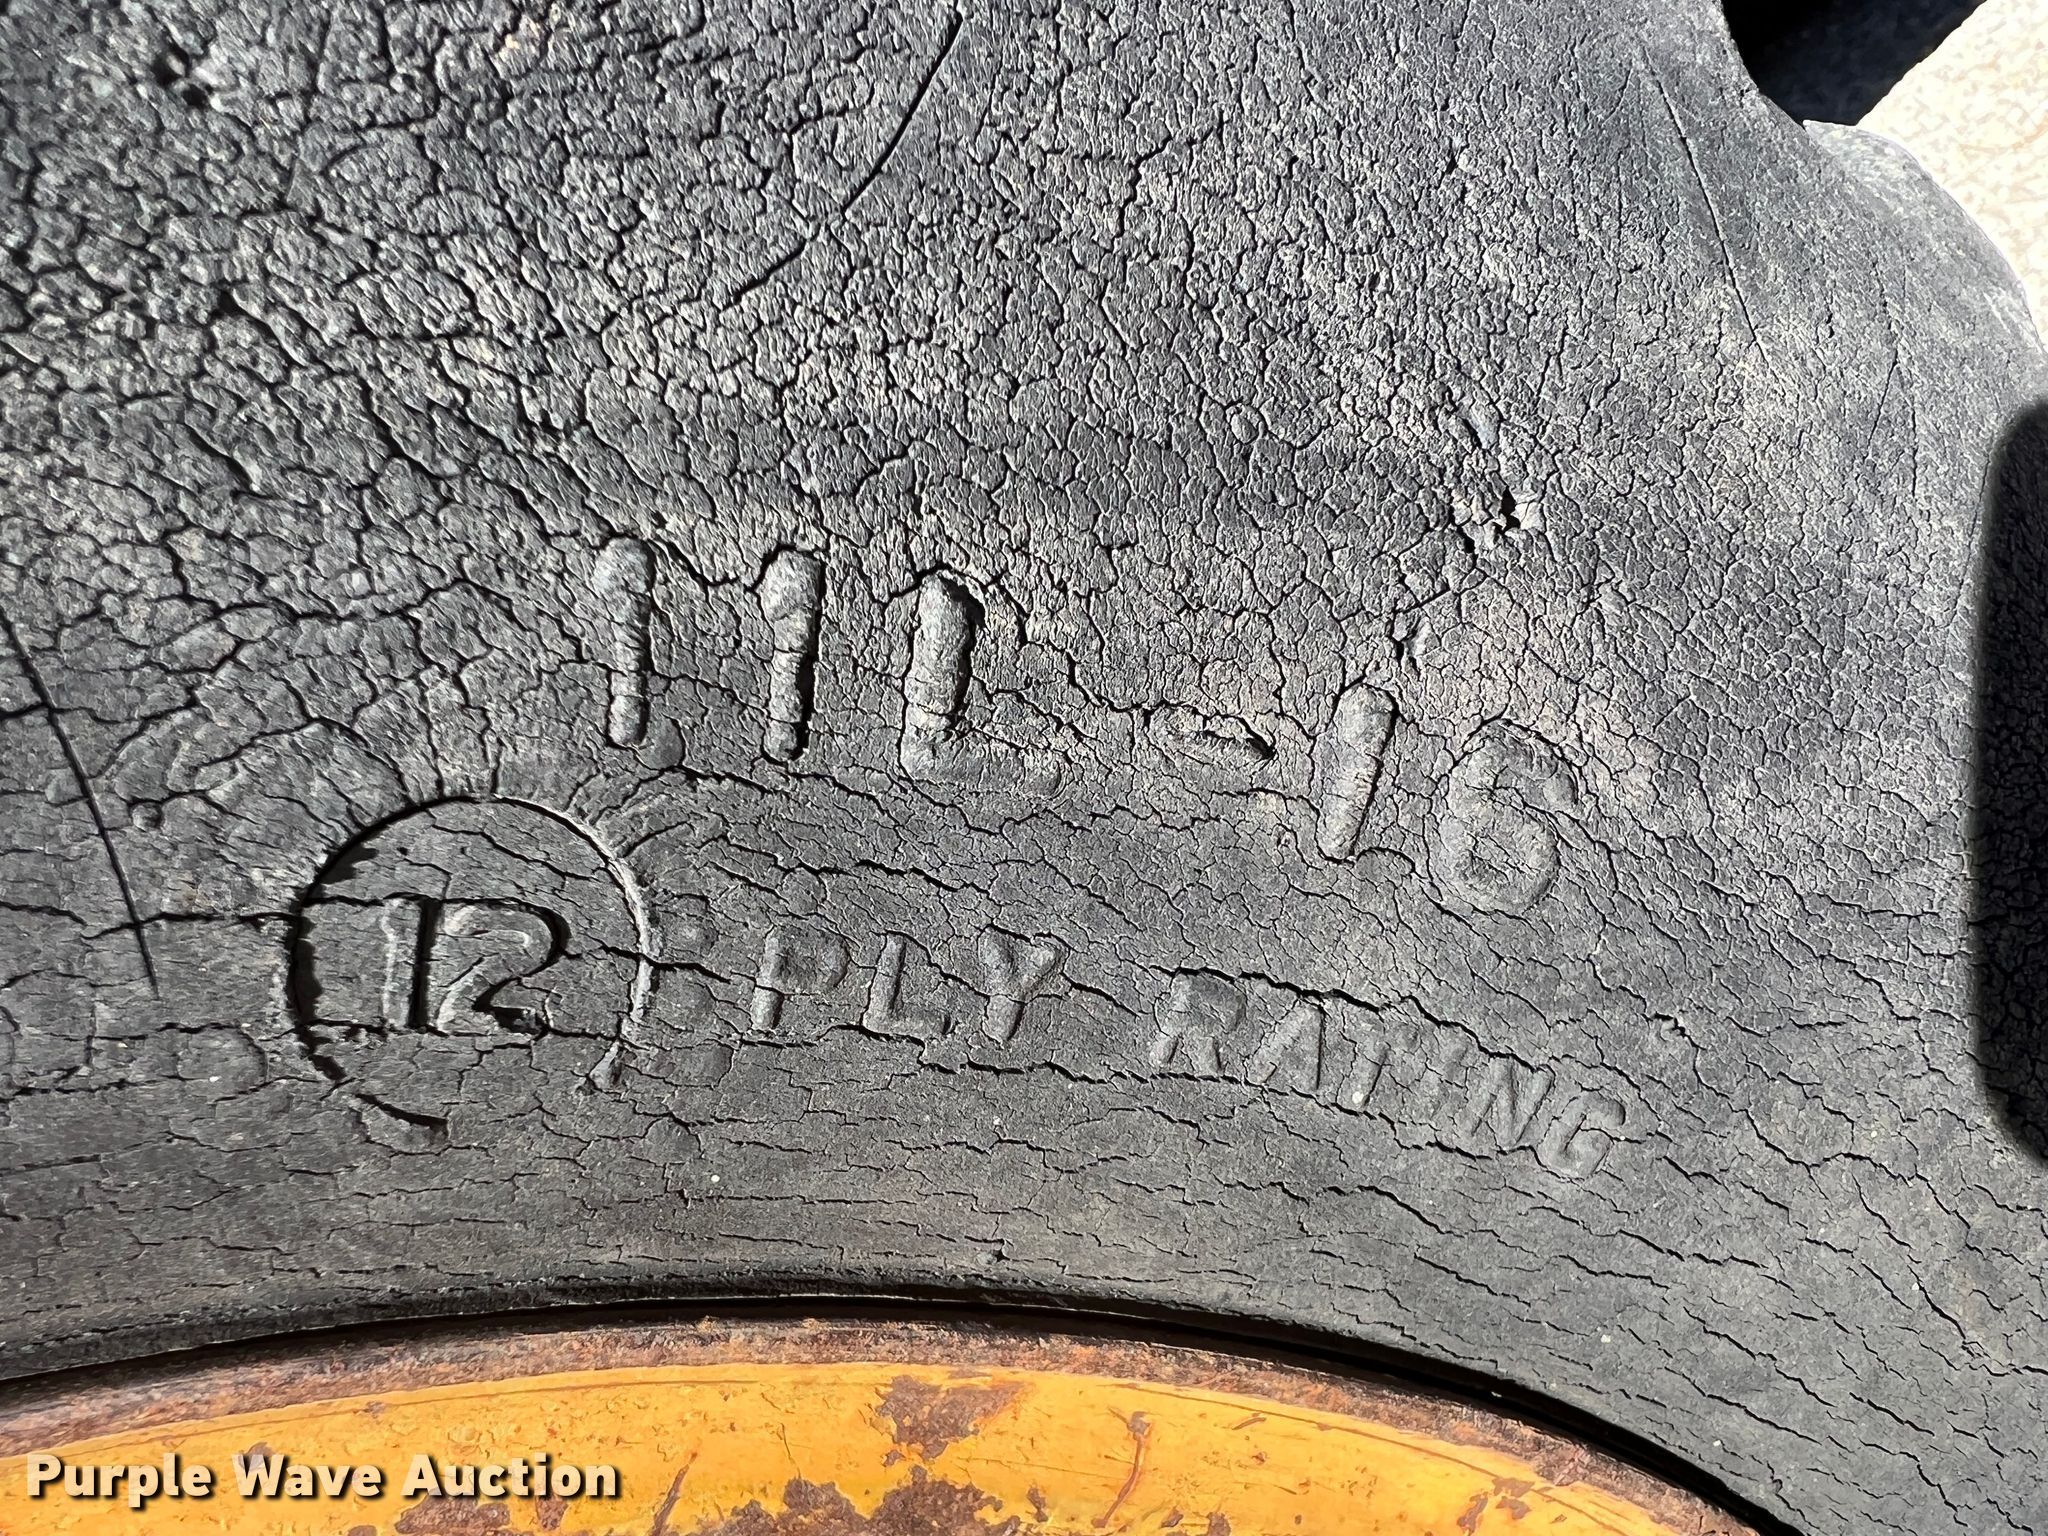 11L-16
12 PLY RATING
Purple Wave Auction